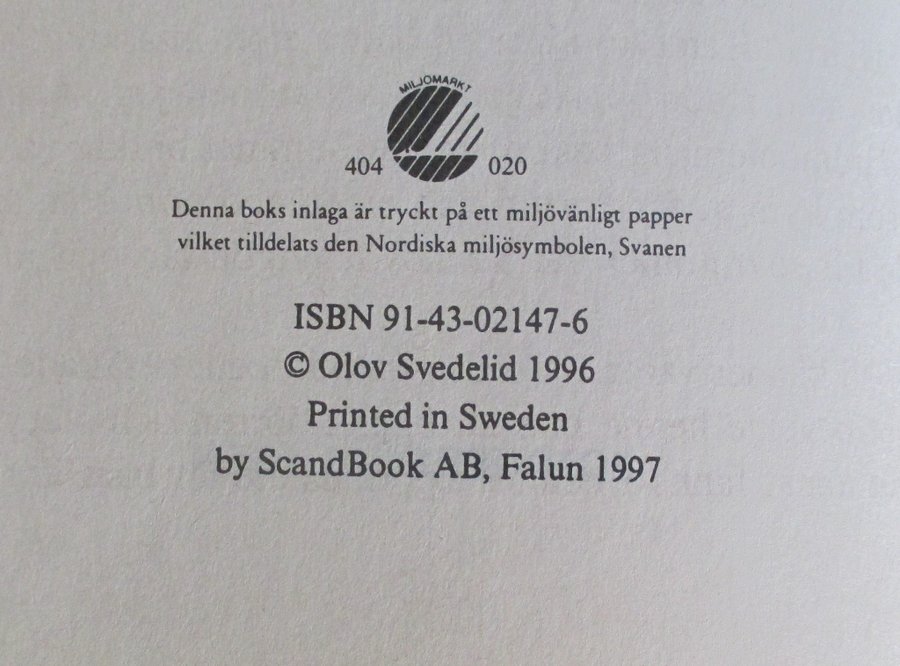 MILJÖMÄRKT
404 020
Denna boks inlaga är tryckt på ett miljövänligt papper
vilket tilldelats den Nordiska miljösymbolen, Svanen
ISBN 91-43-02147-6
© Olov Svedelid 1996
Printed in Sweden
by ScandBook AB, Falun 1997